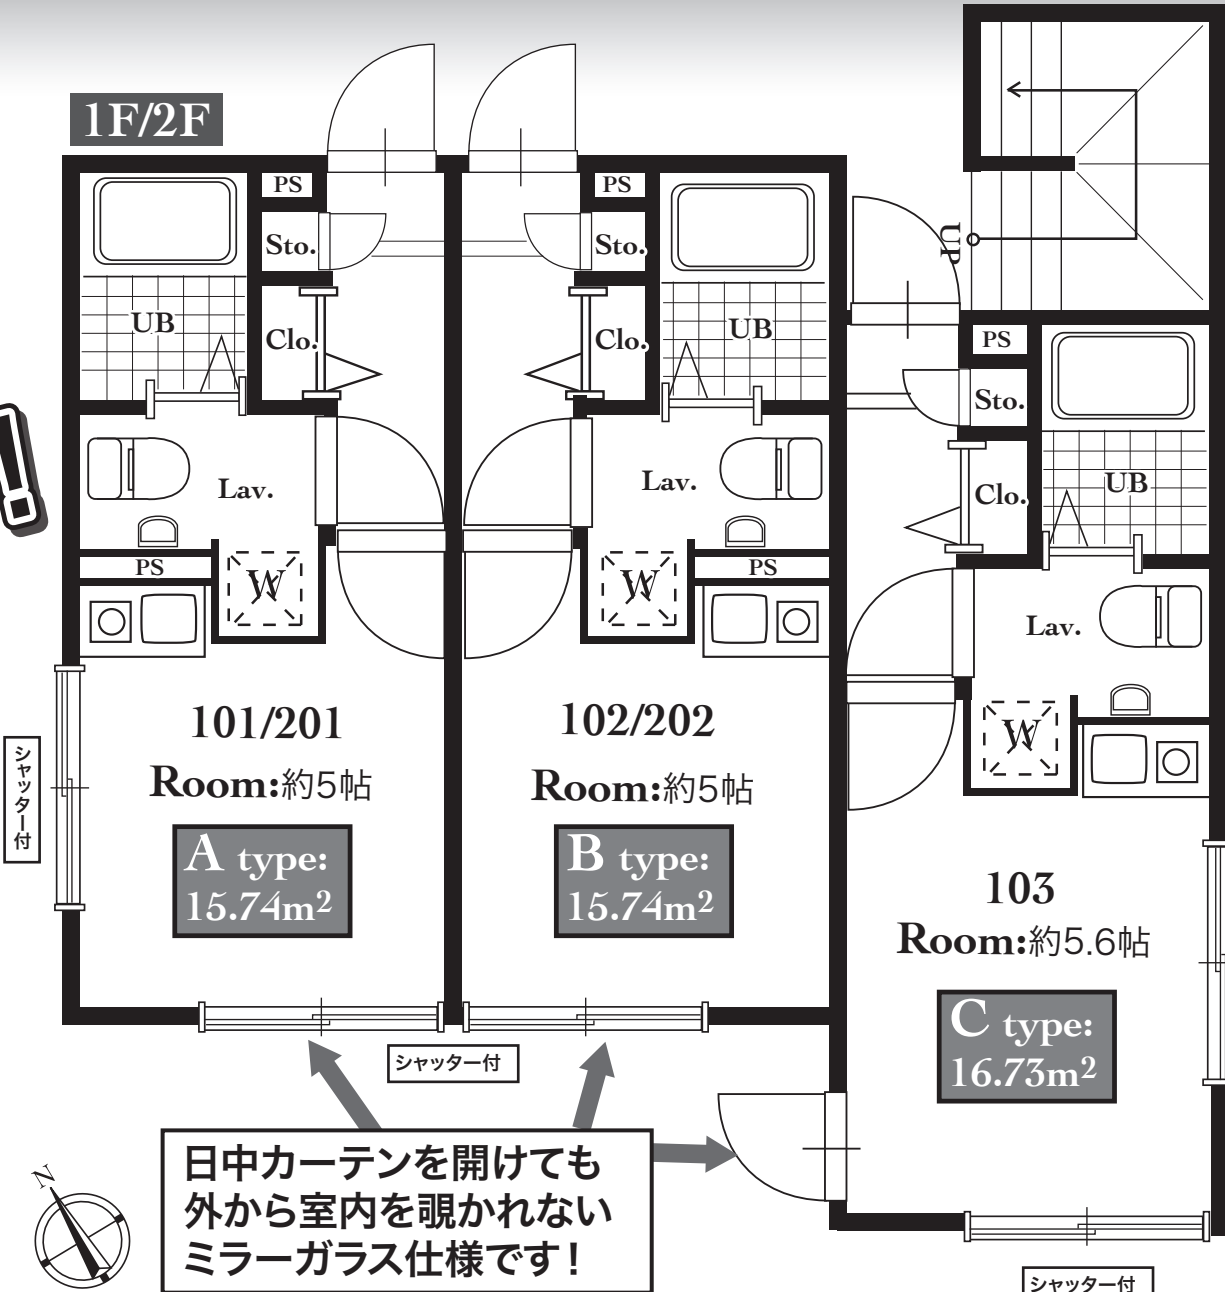 1F/2F
PS
Sto.
Clo.
UB
Lav.
PS
W
101/201
Room:約5帖
A type:
15.74m²
シャッター付
PS
Sto.
Clo.
UB
Lav.
PS
W
102/202
Room:約5帖
B type:
15.74m²
シャッター付
UP
PS
Sto.
Clo.
UB
Lav.
W
103
Room:約5.6帖
C type:
16.73m²
シャッター付
日中カーテンを開けても
外から室内を覗かれない
ミラーガラス仕様です!
N
!